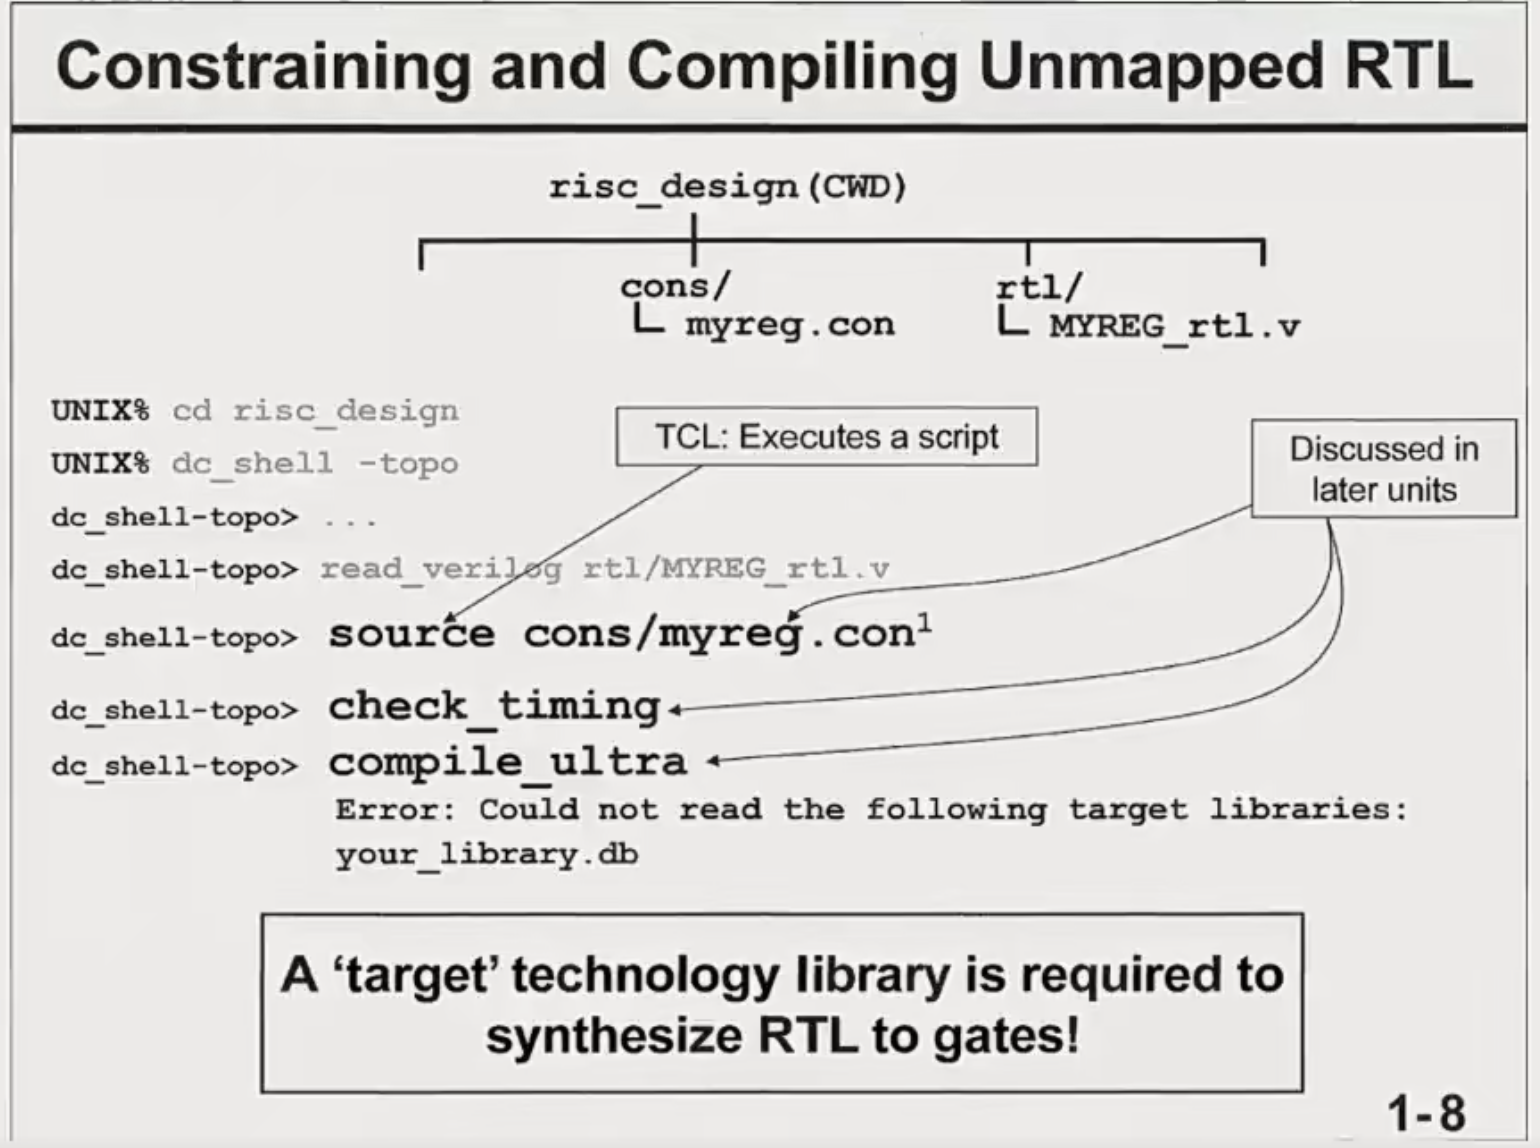 Constraining and Compiling Unmapped RTL
risc_design(CWD)
cons/
myreg.con
rtl/
MYREG_rtl.v
UNIX% cd risc_design
UNIX% dc_shell -topo
dc_shell-topo> ...
dc_shell-topo> read_verilog rtl/MYREG_rtl.v
dc_shell-topo> source cons/myreg.con¹
dc_shell-topo> check_timing
dc_shell-topo> compile_ultra
Error: Could not read the following target libraries:
your_library.db
TCL: Executes a script
Discussed in
later units
A ‘target’ technology library is required to
synthesize RTL to gates!
1-8